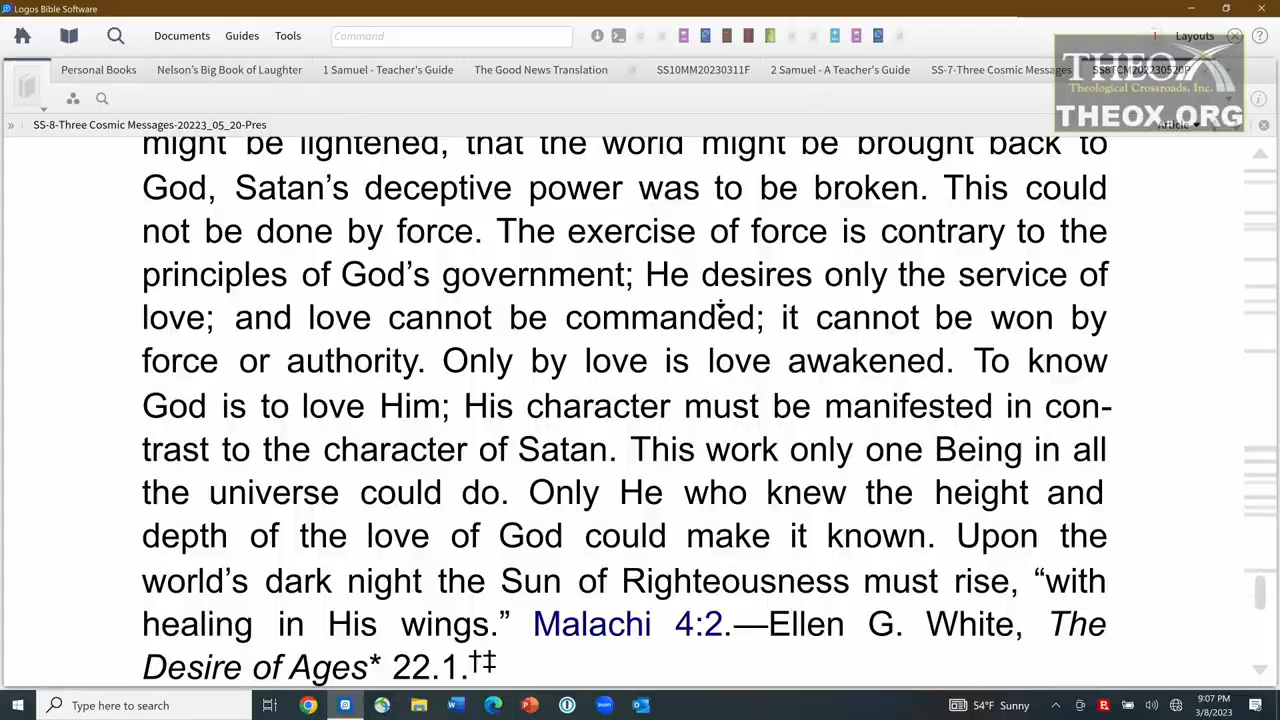 Logos Bible Software
Documents Guides Tools Command Layouts
Personal Books Nelson's Big Book of Laughter 1 Samuel Teach The Good News Translation SS10MM20230311F 2 Samuel - A Teacher's Guide SS-7-Three Cosmic Messages SS8TCM202230520P
THEOX
Theological Crossroads, Inc.
THEOX.ORG
SS-8-Three Cosmic Messages-20223_05_20-Pres Article
might be lightened, that the world might be brought back to
God, Satan's deceptive power was to be broken. This could
not be done by force. The exercise of force is contrary to the
principles of God's government; He desires only the service of
love; and love cannot be commanded; it cannot be won by
force or authority. Only by love is love awakened. To know
God is to love Him; His character must be manifested in con-
trast to the character of Satan. This work only one Being in all
the universe could do. Only He who knew the height and
depth of the love of God could make it known. Upon the
world's dark night the Sun of Righteousness must rise, “with
healing in His wings.” Malachi 4:2.—Ellen G. White, The
Desire of Ages* 22.1.†‡
Type here to search 54°F Sunny 9:07 PM
3/8/2023